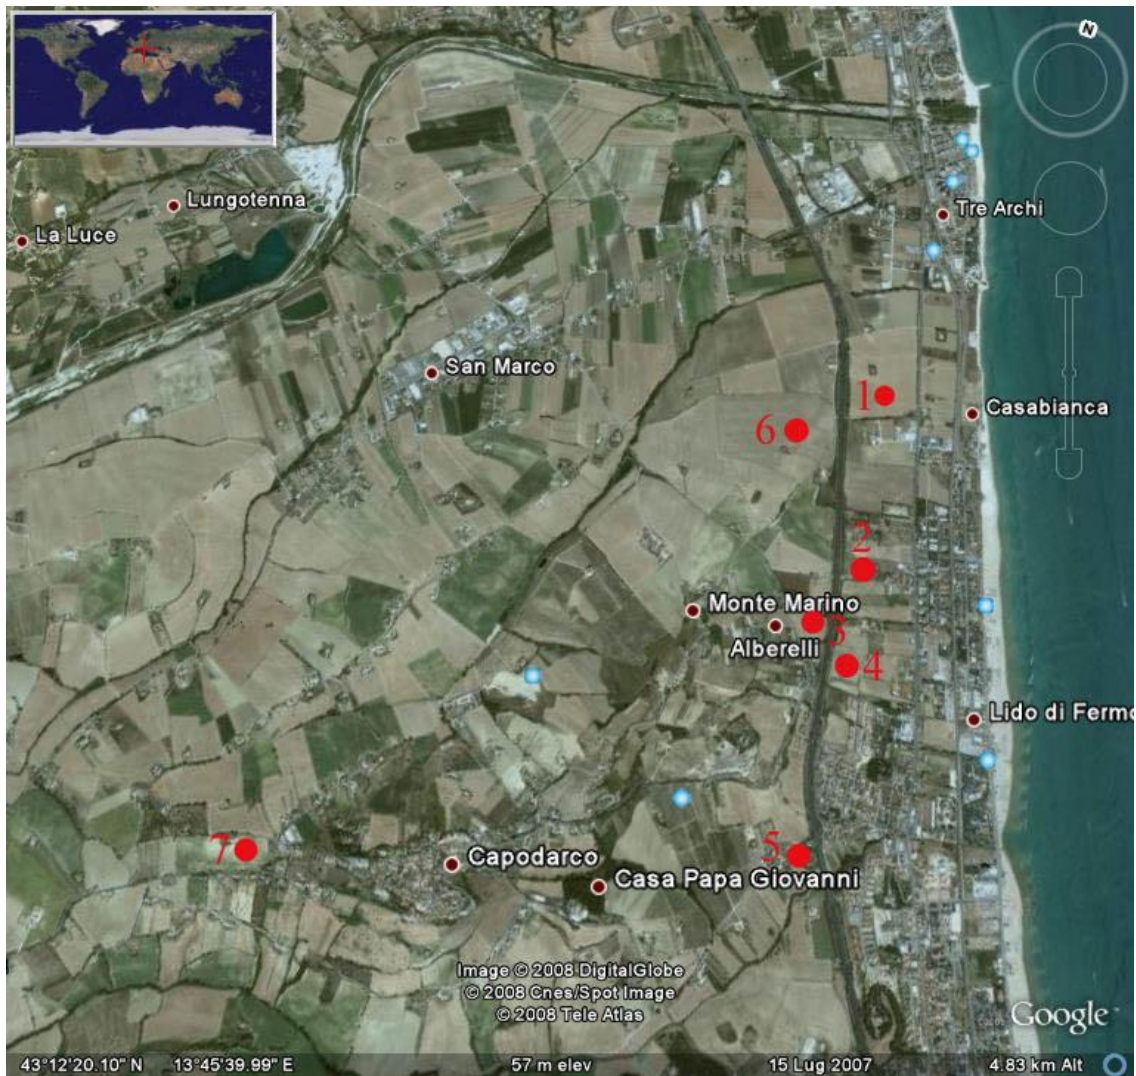 N
Lungotenna
La Luce
Tre Archi
San Marco
1
Casabianca
6
2
Monte Marino
3
Alberelli
4
Lido di Fermo
7
Capodarco
5
Casa Papa Giovanni
Image © 2008 DigitalGlobe
© 2008 Cnes/Spot Image
© 2008 Tele Atlas
Google
43°12'20.10" N 13°45'39.99" E 57 m elev 15 Lug 2007 4.83 km Alt